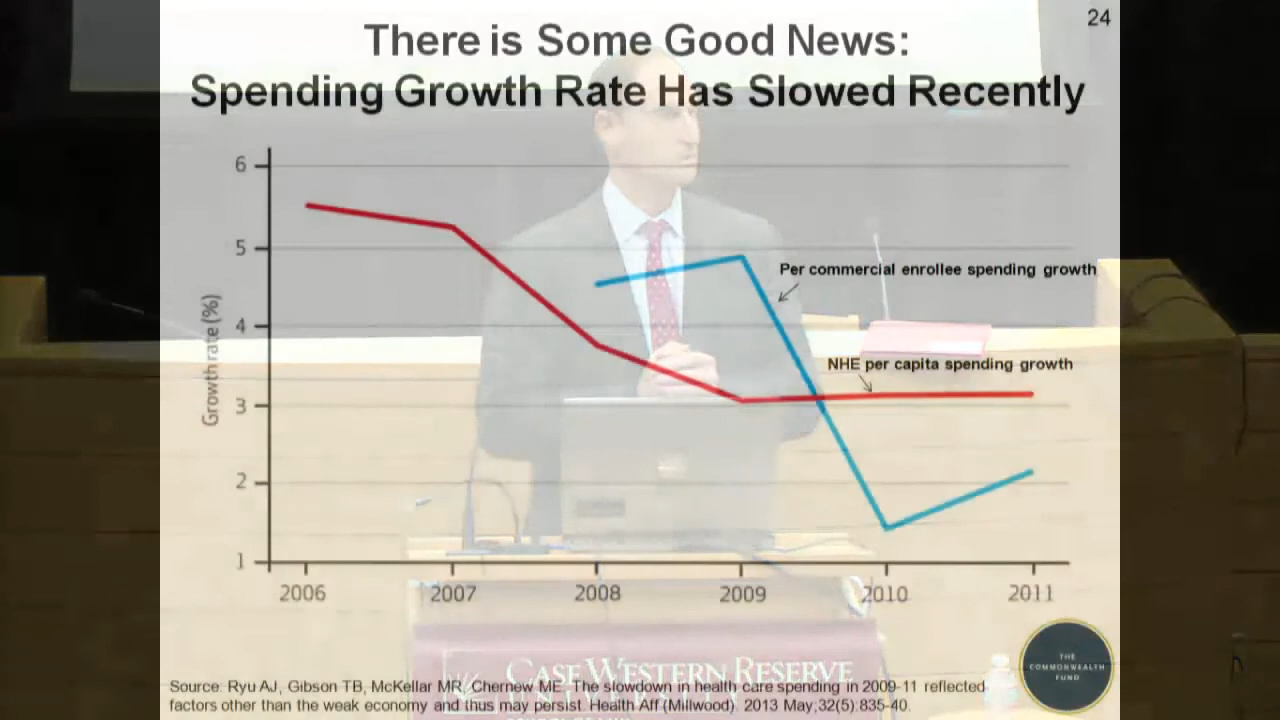 24
There is Some Good News:
Spending Growth Rate Has Slowed Recently
Growth rate (%)
6
5
4
3
2
1
Per commercial enrollee spending growth
NHE per capita spending growth
2006 2007 2008 2009 2010 2011
THE
COMMONWEALTH
FUND
CASE WESTERN RESERVE
Source: Ryu AJ, Gibson TB, McKellar MR, Chernew ME. The slowdown in health care spending in 2009-11 reflected
factors other than the weak economy and thus may persist. Health Aff (Millwood). 2013 May;32(5):835-40.